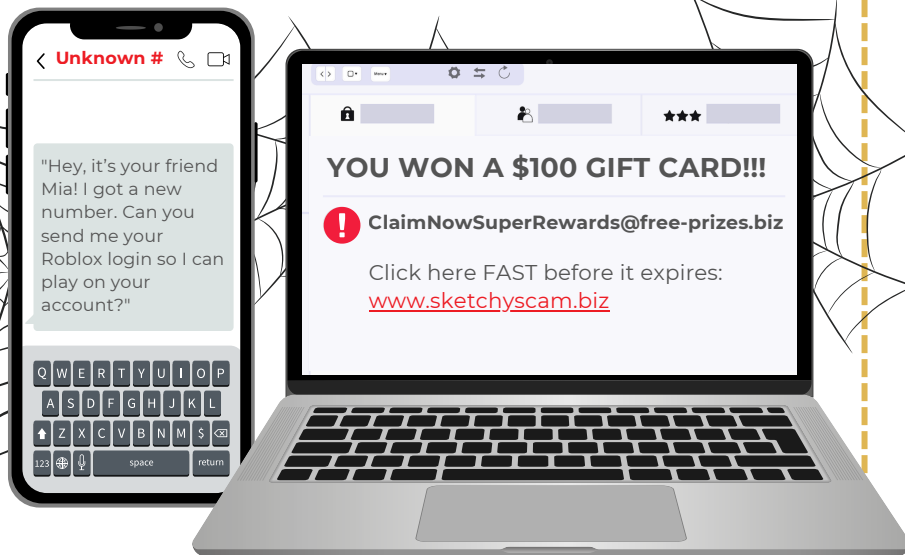 Unknown #
"Hey, it's your friend
Mia! I got a new
number. Can you
send me your
Roblox login so I can
play on your
account?"
Q W E R T Y U I O P
A S D F G H J K L
Z X C V B N M $
123 space return
Menu
YOU WON A $100 GIFT CARD!!!
ClaimNowSuperRewards@free-prizes.biz
Click here FAST before it expires:
www.sketchyscam.biz